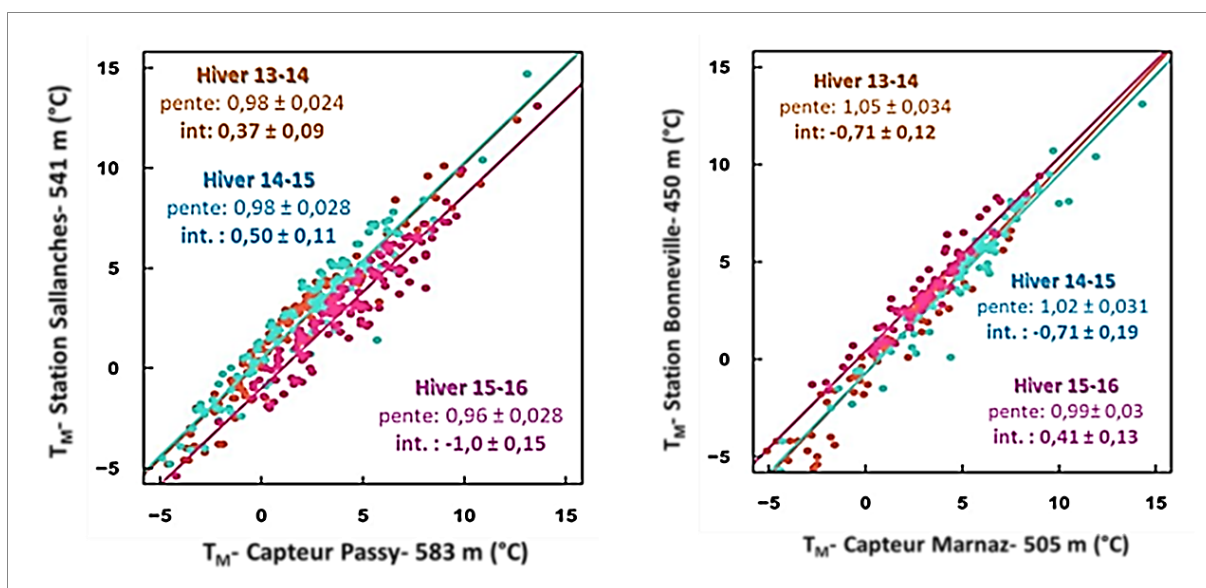 T_M- Station Sallanches- 541 m (°C)
15
10
5
0
−5
Hiver 13-14
pente: 0,98 ± 0,024
int: 0,37 ± 0,09
Hiver 14-15
pente: 0,98 ± 0,028
int. : 0,50 ± 0,11
Hiver 15-16
pente: 0,96 ± 0,028
int. : -1,0 ± 0,15
−5 0 5 10 15
T_M- Capteur Passy- 583 m (°C)
T_M- Station Bonneville- 450 m (°C)
15
10
5
0
−5
Hiver 13-14
pente: 1,05 ± 0,034
int: -0,71 ± 0,12
Hiver 14-15
pente: 1,02 ± 0,031
int. : -0,71 ± 0,19
Hiver 15-16
pente: 0,99± 0,03
int. : 0,41 ± 0,13
−5 0 5 10 15
T_M- Capteur Marnaz- 505 m (°C)